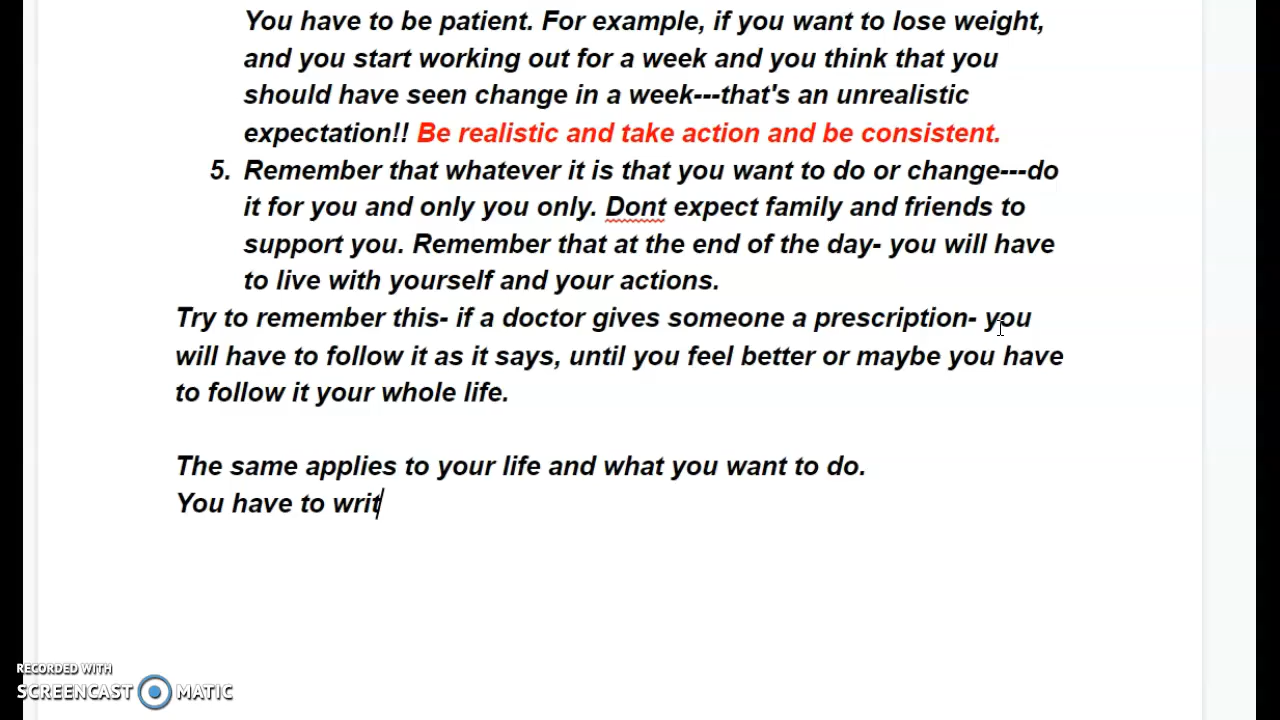 You have to be patient. For example, if you want to lose weight,
and you start working out for a week and you think that you
should have seen change in a week---that's an unrealistic
expectation!! Be realistic and take action and be consistent.
5. Remember that whatever it is that you want to do or change---do
it for you and only you only. Dont expect family and friends to
support you. Remember that at the end of the day- you will have
to live with yourself and your actions.
Try to remember this- if a doctor gives someone a prescription- you
will have to follow it as it says, until you feel better or maybe you have
to follow it your whole life.
The same applies to your life and what you want to do.
You have to writ
RECORDED WITH
SCREENCAST MATIC